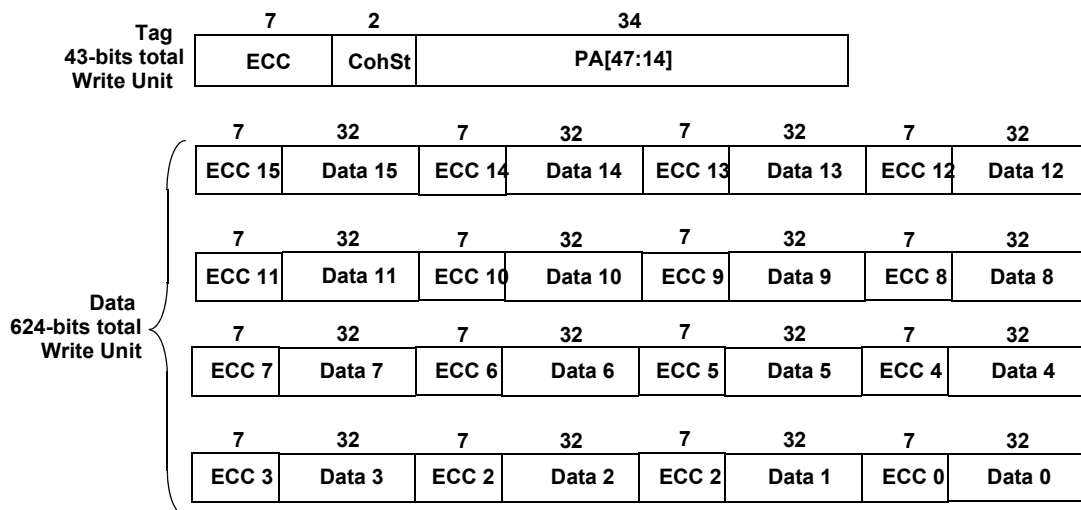 7 2 34
Tag
43-bits total
Write Unit
ECC CohSt PA[47:14]
7 32 7 32 7 32 7 32
ECC 15 Data 15 ECC 14 Data 14 ECC 13 Data 13 ECC 12 Data 12
7 32 7 32 7 32 7 32
ECC 11 Data 11 ECC 10 Data 10 ECC 9 Data 9 ECC 8 Data 8
Data
624-bits total
Write Unit
7 32 7 32 7 32 7 32
ECC 7 Data 7 ECC 6 Data 6 ECC 5 Data 5 ECC 4 Data 4
7 32 7 32 7 32 7 32
ECC 3 Data 3 ECC 2 Data 2 ECC 2 Data 1 ECC 0 Data 0